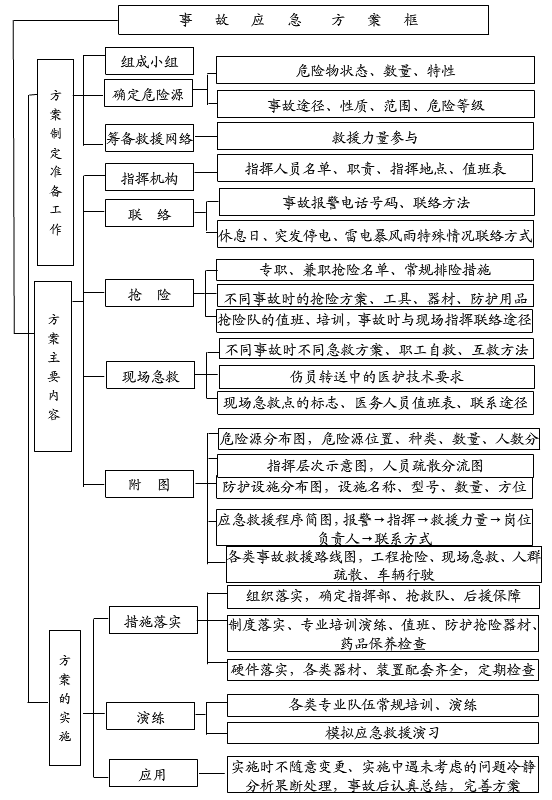 事故应急方案框
方案制定准备工作
组成小组
确定危险源
危险物状态、数量、特性
事故途径、性质、范围、危险等级
筹备救援网络
救援力量参与
方案主要内容
指挥机构
指挥人员名单、职责、指挥地点、值班表
联络
事故报警电话号码、联络方法
休息日、突发停电、雷电暴风雨特殊情况联络方式
抢险
专职、兼职抢险名单、常规排险措施
不同事故时的抢险方案、工具、器材、防护用品
抢险队的值班、培训，事故时与现场指挥联络途径
现场急救
不同事故时不同急救方案、职工自救、互救方法
伤员转送中的医护技术要求
现场急救点的标志、医务人员值班表、联系途径
附图
危险源分布图，危险源位置、种类、数量、人数分
指挥层次示意图，人员疏散分流图
防护设施分布图，设施名称、型号、数量、方位
应急救援程序简图，报警→指挥→救援力量→岗位
负责人→联系方式
各类事故救援路线图，工程抢险、现场急救、人群
疏散、车辆行驶
方案的实施
措施落实
组织落实，确定指挥部、抢救队、后援保障
制度落实、专业培训演练、值班、防护抢险器材、
药品保养检查
硬件落实，各类器材、装置配套齐全，定期检查
演练
各类专业队伍常规培训、演练
模拟应急救援演习
应用
实施时不随意变更、实施中遇未考虑的问题冷静
分析果断处理，事故后认真总结，完善方案